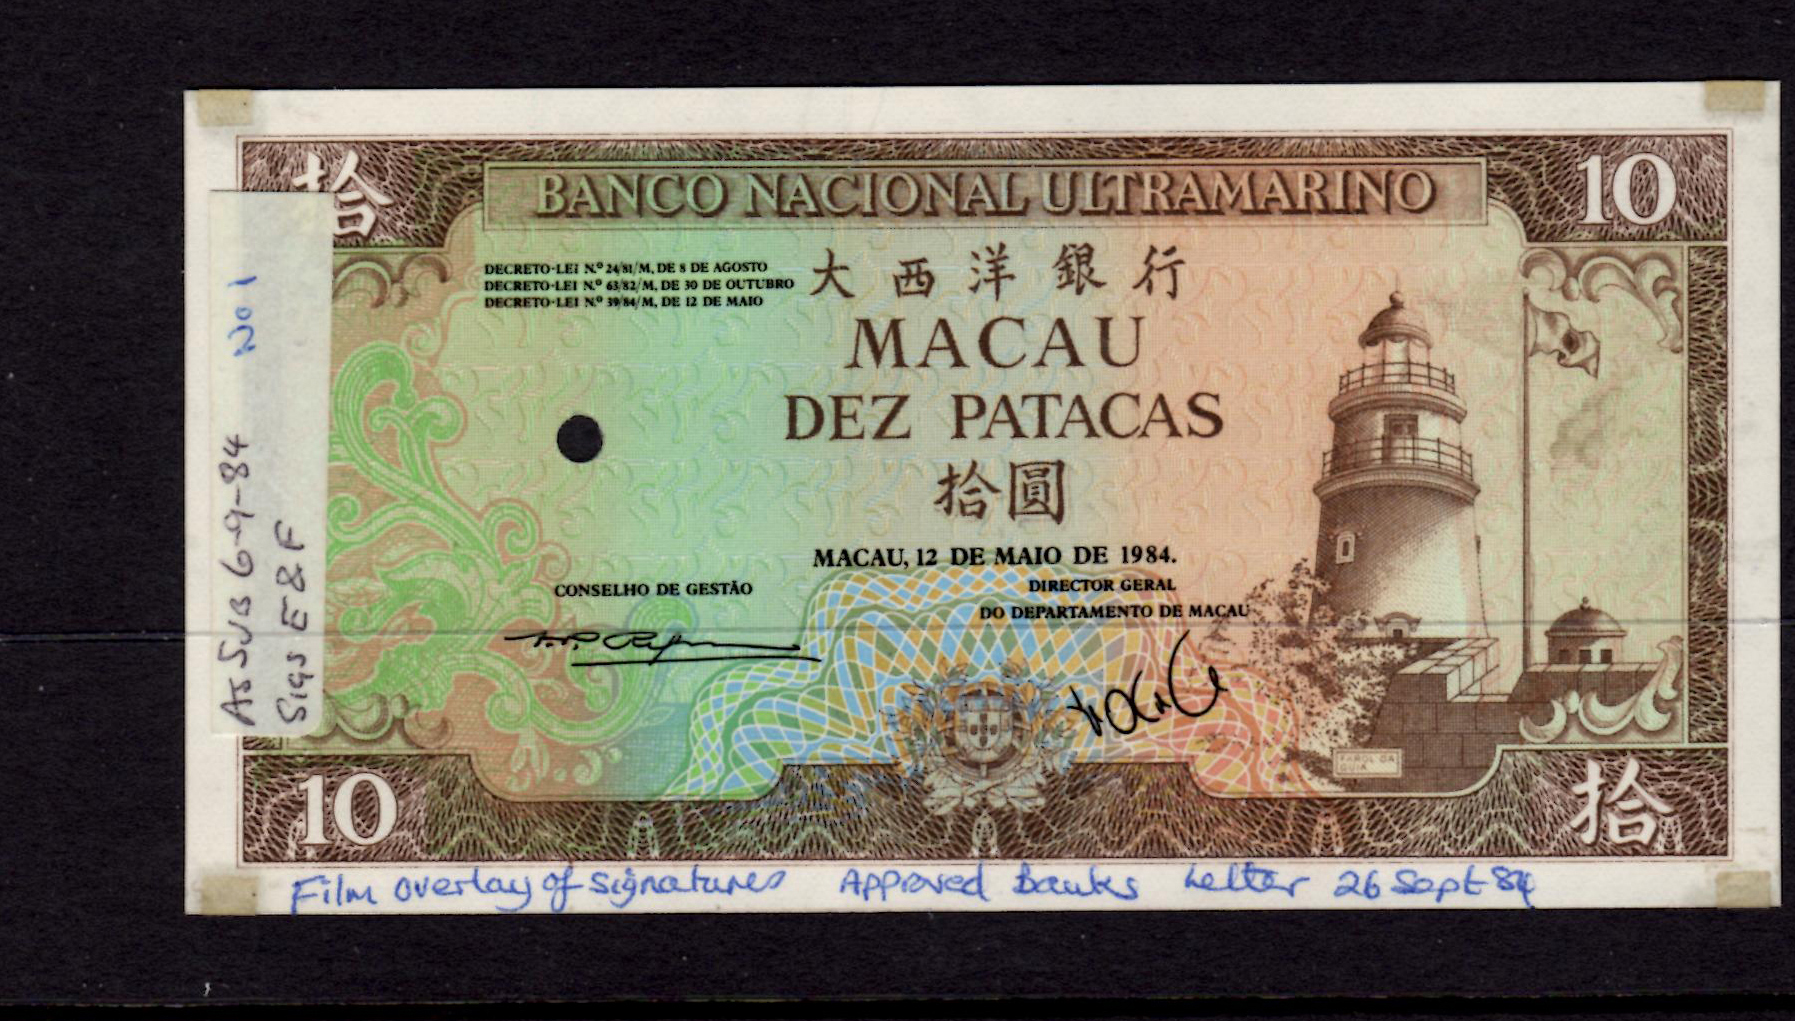 拾
10
BANCO NACIONAL ULTRAMARINO
DECRETO-LEI N.º 24/81/M, DE 8 DE AGOSTO
DECRETO-LEI N.º 63/82/M, DE 30 DE OUTUBRO
DECRETO-LEI N.º 39/84/M, DE 12 DE MAIO
大西洋銀行
MACAU
DEZ PATACAS
拾圓
MACAU, 12 DE MAIO DE 1984.
CONSELHO DE GESTÃO
DIRECTOR GERAL
DO DEPARTAMENTO DE MACAU
FAROL DA
GUIA
10
拾
No 1
AS SUB 6-9-84
Sigs E & F
Film overlay of signatures Approved Banks Letter 26 Sept 84